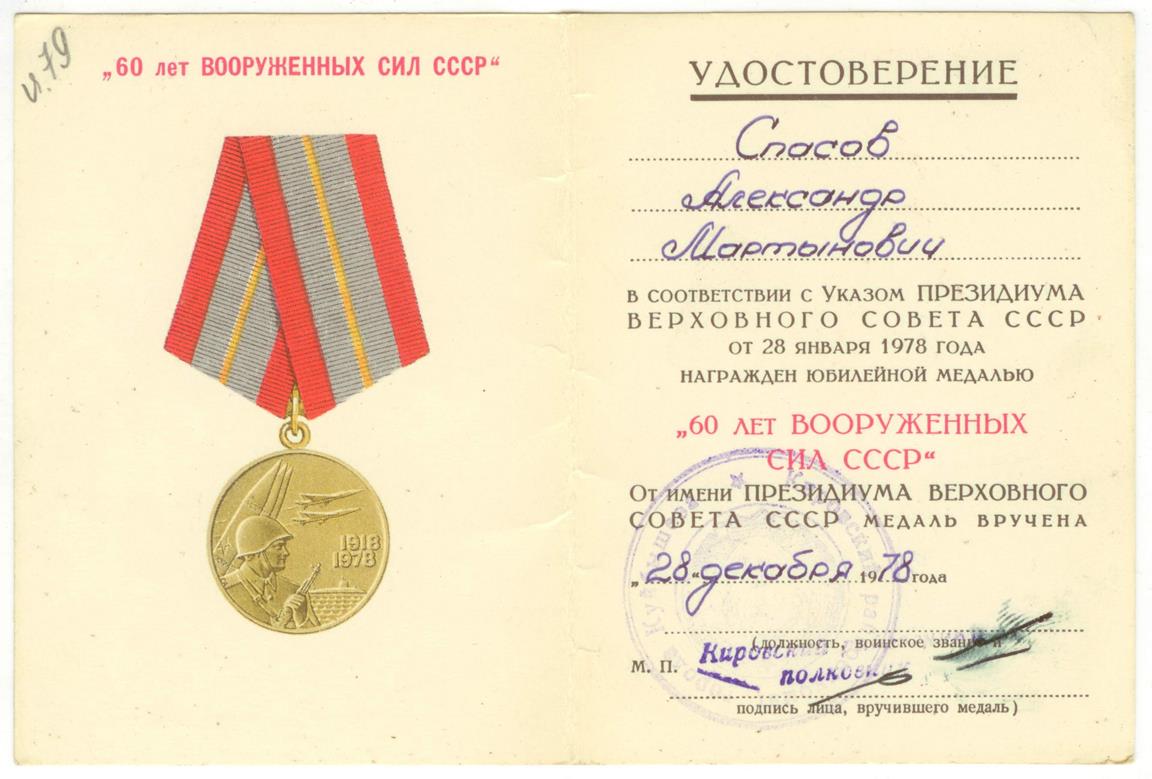 и.79
„60 лет ВООРУЖЕННЫХ СИЛ СССР“
1918
1978
УДОСТОВЕРЕНИЕ
Спасов
Александр
Мартынович
В СООТВЕТСТВИИ С УКАЗОМ ПРЕЗИДИУМА
ВЕРХОВНОГО СОВЕТА СССР
ОТ 28 ЯНВАРЯ 1978 ГОДА
НАГРАЖДЕН ЮБИЛЕЙНОЙ МЕДАЛЬЮ
„60 ЛЕТ ВООРУЖЕННЫХ
СИЛ СССР“
ОТ ИМЕНИ ПРЕЗИДИУМА ВЕРХОВНОГО
СОВЕТА СССР МЕДАЛЬ ВРУЧЕНА
„28“ декабря 1978 года
(должность, воинское звание и
Кировский
М. П.
полковник
подпись лица, вручившего медаль)